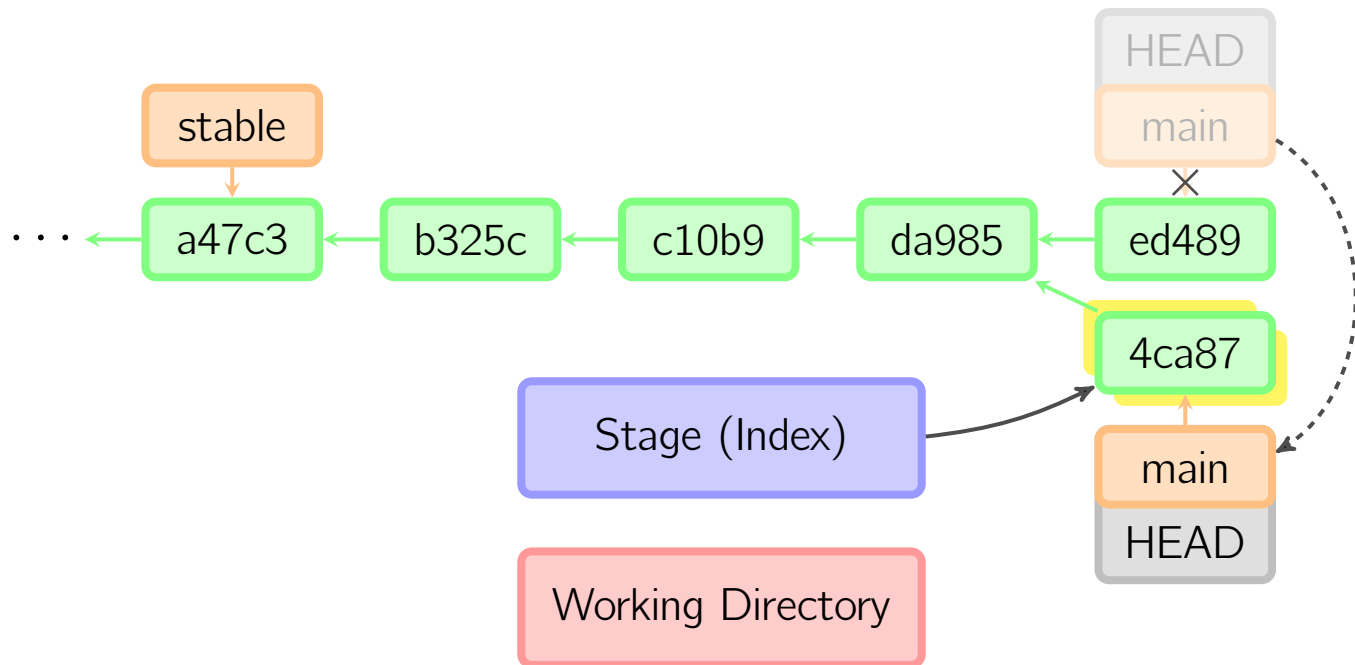 HEAD
stable
main
...
a47c3
b325c
c10b9
da985
ed489
4ca87
Stage (Index)
main
HEAD
Working Directory